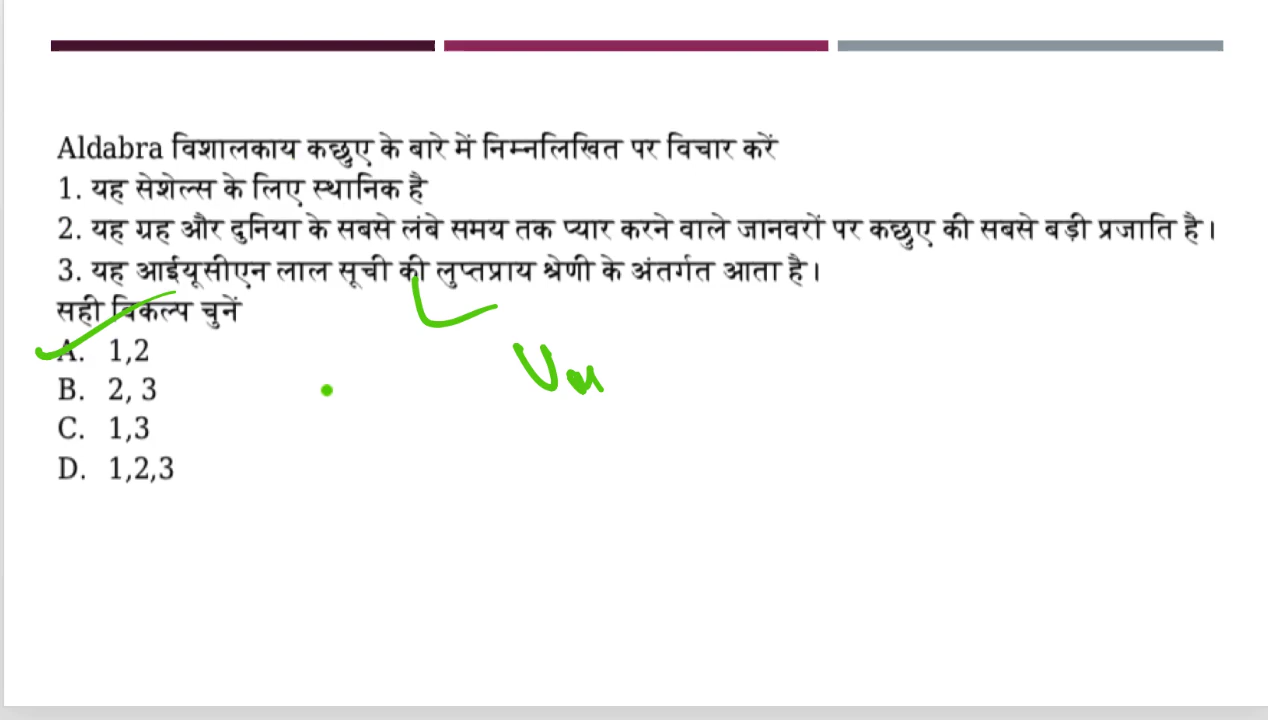 Aldabra विशालकाय कछुए के बारे में निम्नलिखित पर विचार करें
1. यह सेशेल्स के लिए स्थानिक है
2. यह ग्रह और दुनिया के सबसे लंबे समय तक प्यार करने वाले जानवरों पर कछुए की सबसे बड़ी प्रजाति है।
3. यह आईयूसीएन लाल सूची की लुप्तप्राय श्रेणी के अंतर्गत आता है।
सही विकल्प चुनें
A. 1,2
B. 2, 3
C. 1,3
D. 1,2,3